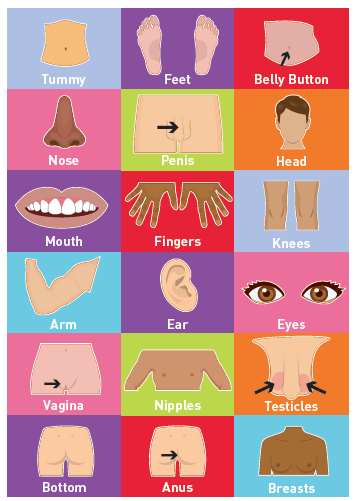 Tummy
Feet
Belly Button
Nose
Penis
Head
Mouth
Fingers
Knees
Arm
Ear
Eyes
Vagina
Nipples
Testicles
Bottom
Anus
Breasts